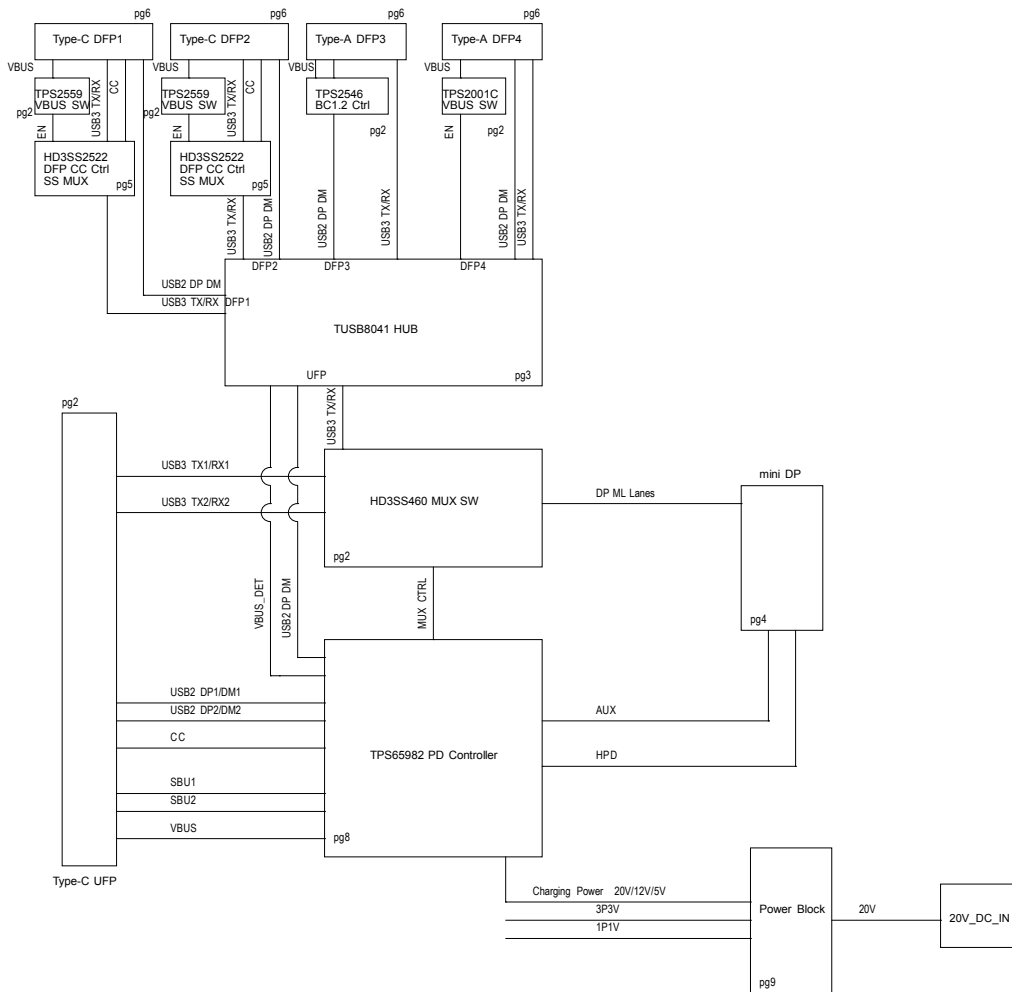 pg6
pg6
pg6
pg6
Type-C DFP1
Type-C DFP2
Type-A DFP3
Type-A DFP4
VBUS
VBUS
VBUS
VBUS
USB3 TX/RX
CC
USB3 TX/RX
CC
TPS2559
VBUS SW
TPS2559
VBUS SW
TPS2546
BC1.2 Ctrl
TPS2001C
VBUS SW
pg2
pg2
pg2
pg2
EN
EN
EN
HD3SS2522
DFP CC Ctrl
SS MUX
pg5
HD3SS2522
DFP CC Ctrl
SS MUX
pg5
USB3 TX/RX
USB2 DP DM
USB2 DP DM
USB3 TX/RX
USB2 DP DM
USB3 TX/RX
DFP2
DFP3
DFP4
USB2 DP DM
USB3 TX/RX DFP1
TUSB8041 HUB
UFP
pg3
pg2
USB3 TX/RX
USB3 TX1/RX1
USB3 TX2/RX2
HD3SS460 MUX SW
pg2
DP ML Lanes
mini DP
pg4
VBUS_DET
USB2 DP DM
MUX CTRL
USB2 DP1/DM1
USB2 DP2/DM2
CC
SBU1
SBU2
VBUS
TPS65982 PD Controller
pg8
AUX
HPD
Type-C UFP
Charging Power 20V/12V/5V
3P3V
1P1V
Power Block
pg9
20V
20V_DC_IN